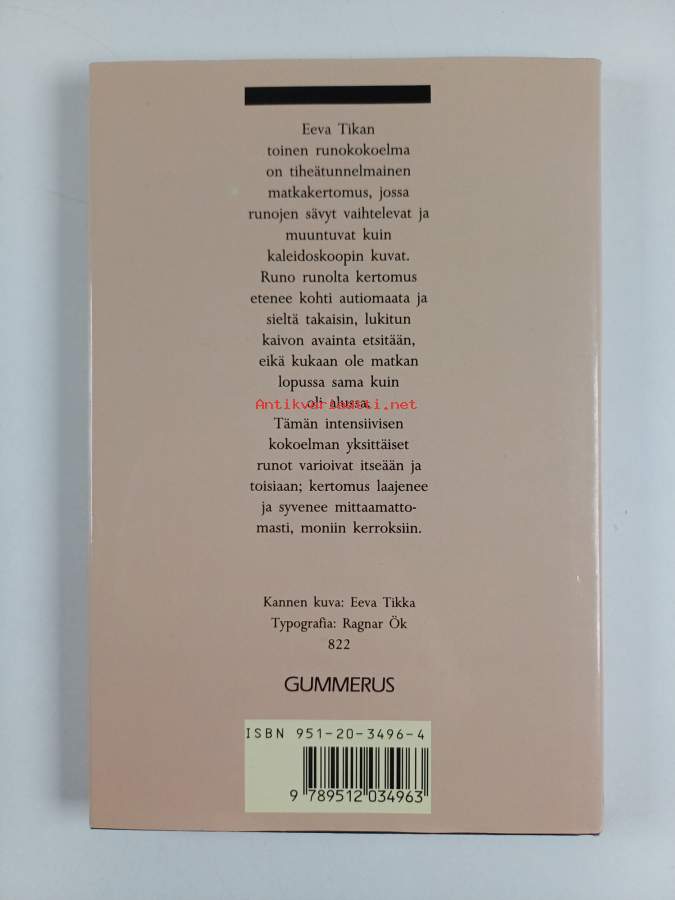 Eeva Tikan
toinen runokokoelma
on tiheätunnelmainen
matkakertomus, jossa
runojen sävyt vaihtelevat ja
muuntuvat kuin
kaleidoskoopin kuvat.
Runo runolta kertomus
etenee kohti autiomaata ja
sieltä takaisin, lukitun
kaivon avainta etsitään,
eikä kukaan ole matkan
lopussa sama kuin
oli alussa.
Antikvariaatti.net
Tämän intensiivisen
kokoelman yksittäiset
runot varioivat itseään ja
toisiaan; kertomus laajenee
ja syvenee mittaamatto-
masti, moniin kerroksiin.
Kannen kuva: Eeva Tikka
Typografia: Ragnar Ök
822
GUMMERUS
ISBN 951-20-3496-4
9 789512 034963